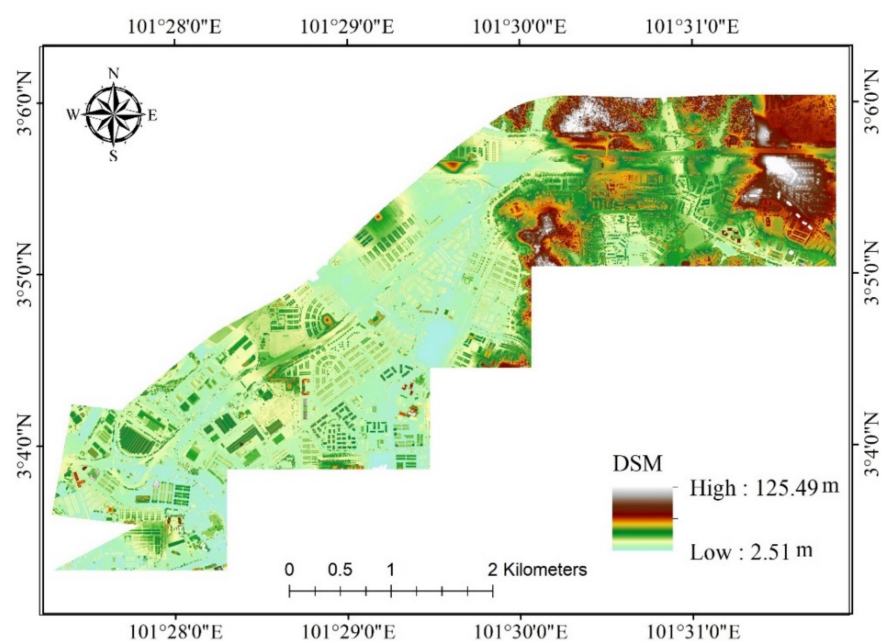 101°28'0"E 101°29'0"E 101°30'0"E 101°31'0"E
N
W E
S
3°6'0"N 3°6'0"N
3°5'0"N 3°5'0"N
3°4'0"N 3°4'0"N
DSM
High : 125.49 m
Low : 2.51 m
0 0.5 1 2 Kilometers
101°28'0"E 101°29'0"E 101°30'0"E 101°31'0"E